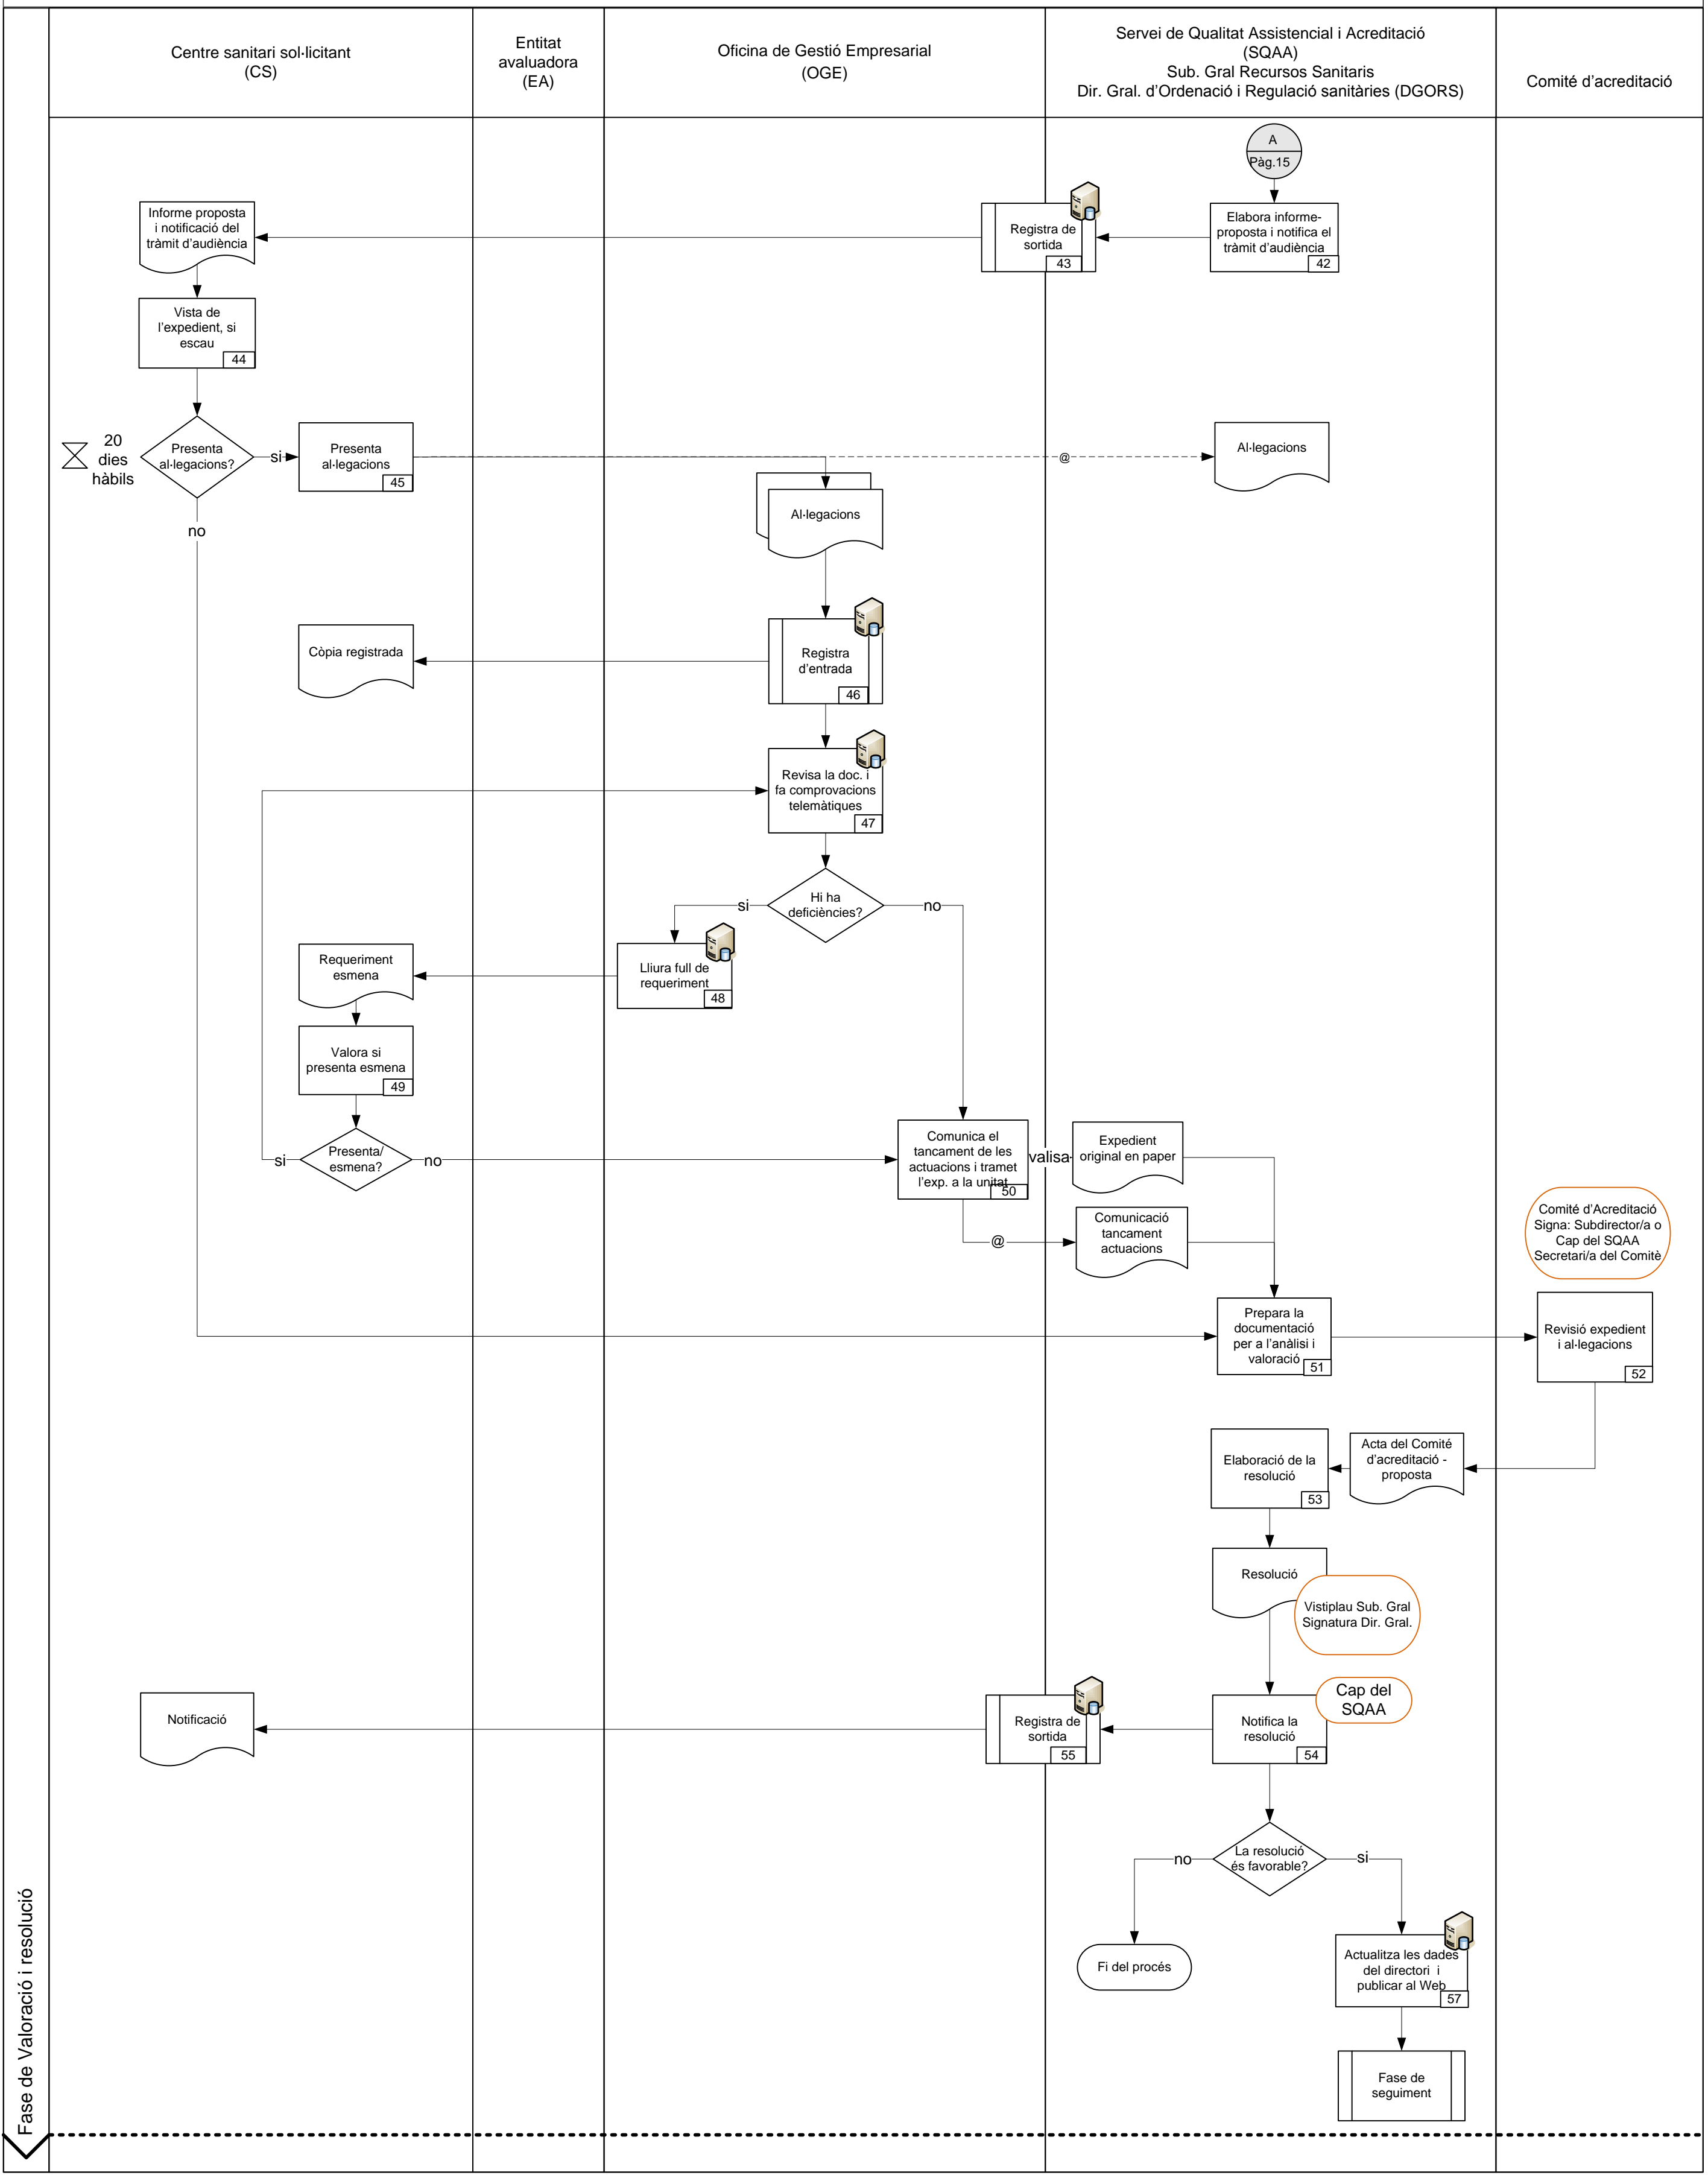 Centre sanitari sol·licitant
(CS)
Entitat
avaluadora
(EA)
Oficina de Gestió Empresarial
(OGE)
Servei de Qualitat Assistencial i Acreditació
(SQAA)
Sub. Gral Recursos Sanitaris
Dir. Gral. d'Ordenació i Regulació sanitàries (DGORS)
Comité d'acreditació
A
Pàg.15
Informe proposta
i notificació del
tràmit d'audiència
Registra de
sortida
43
Elabora informe-
proposta i notifica el
tràmit d'audiència
42
Vista de
l'expedient, si
escau
44
20
dies
hàbils
Presenta
al·legacions?
si
Presenta
al·legacions
45
@
Al·legacions
no
Al·legacions
Còpia registrada
Registra
d'entrada
46
Revisa la doc. i
fa comprovacions
telemàtiques
47
Hi ha
deficiències?
si
no
Requeriment
esmena
Lliura full de
requeriment
48
Valora si
presenta esmena
49
Presenta/
esmena?
si
no
Comunica el
tancament de les
actuacions i tramet
l'exp. a la unitat
50
valisa
Expedient
original en paper
@
Comunicació
tancament
actuacions
Comité d'Acreditació
Signa: Subdirector/a o
Cap del SQAA
Secretari/a del Comitè
Prepara la
documentació
per a l'anàlisi i
valoració
51
Revisió expedient
i al·legacions
52
Elaboració de la
resolució
53
Acta del Comité
d'acreditació -
proposta
Resolució
Vistiplau Sub. Gral
Signatura Dir. Gral.
Notificació
Registra de
sortida
55
Notifica la
resolució
54
Cap del
SQAA
La resolució
és favorable?
no
si
Fi del procés
Actualitza les dades
del directori i
publicar al Web
57
Fase de
seguiment
Fase de Valoració i resolució